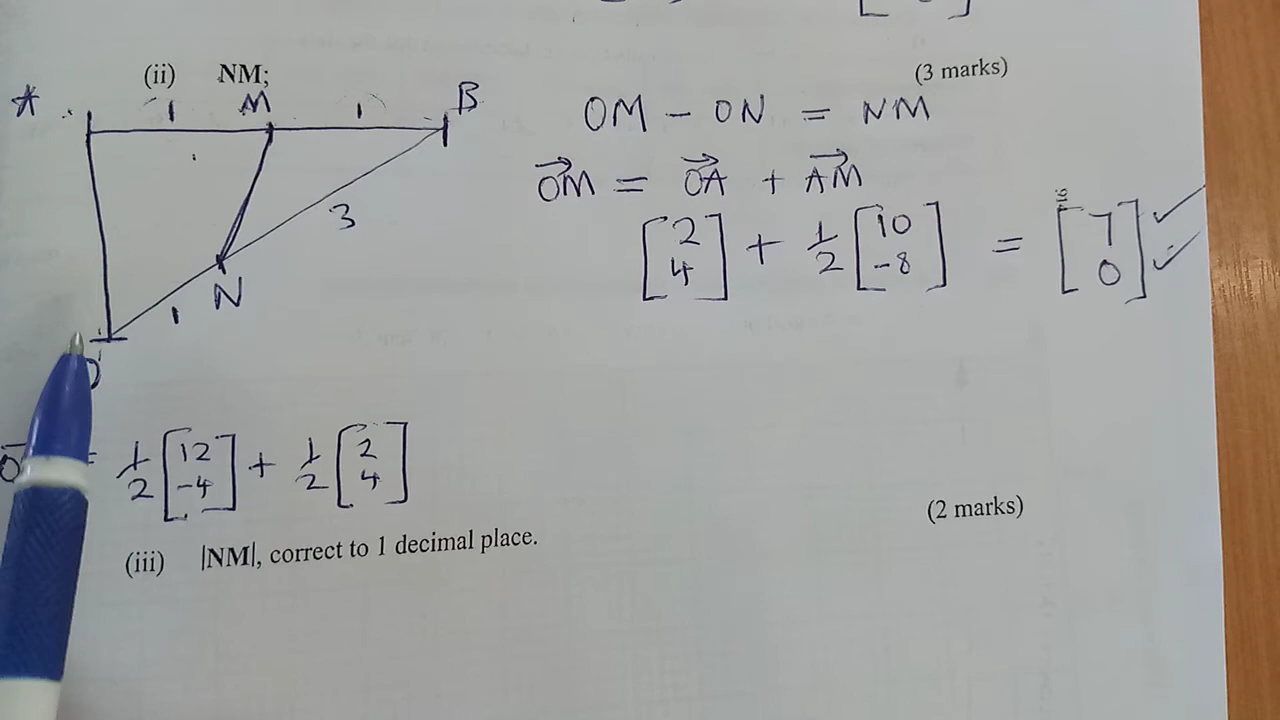 (ii) NM;
(3 marks)
A 1 M 1 B
OM - ON = NM
→OM = →OA + →AM
3
[2 4] + 1/2 [10 -8] = [7 0] ✓ ✓
N
1
= 1/2 [12 -4] + 1/2 [2 4]
(2 marks)
(iii) |NM|, correct to 1 decimal place.